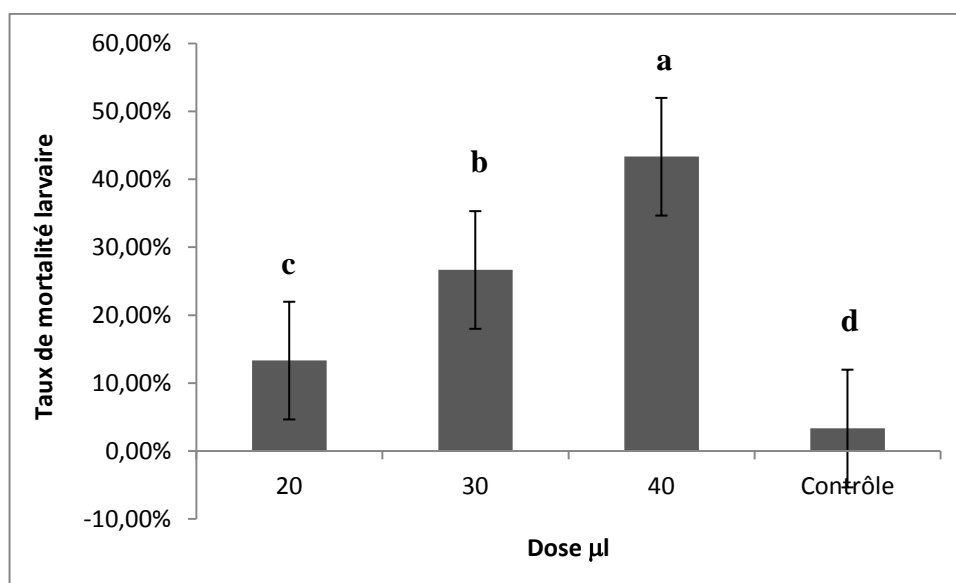 60,00%
50,00%
40,00%
30,00%
20,00%
10,00%
0,00%
-10,00%
Taux de mortalité larvaire
c
b
a
d
20 30 40 Contrôle
Dose µl